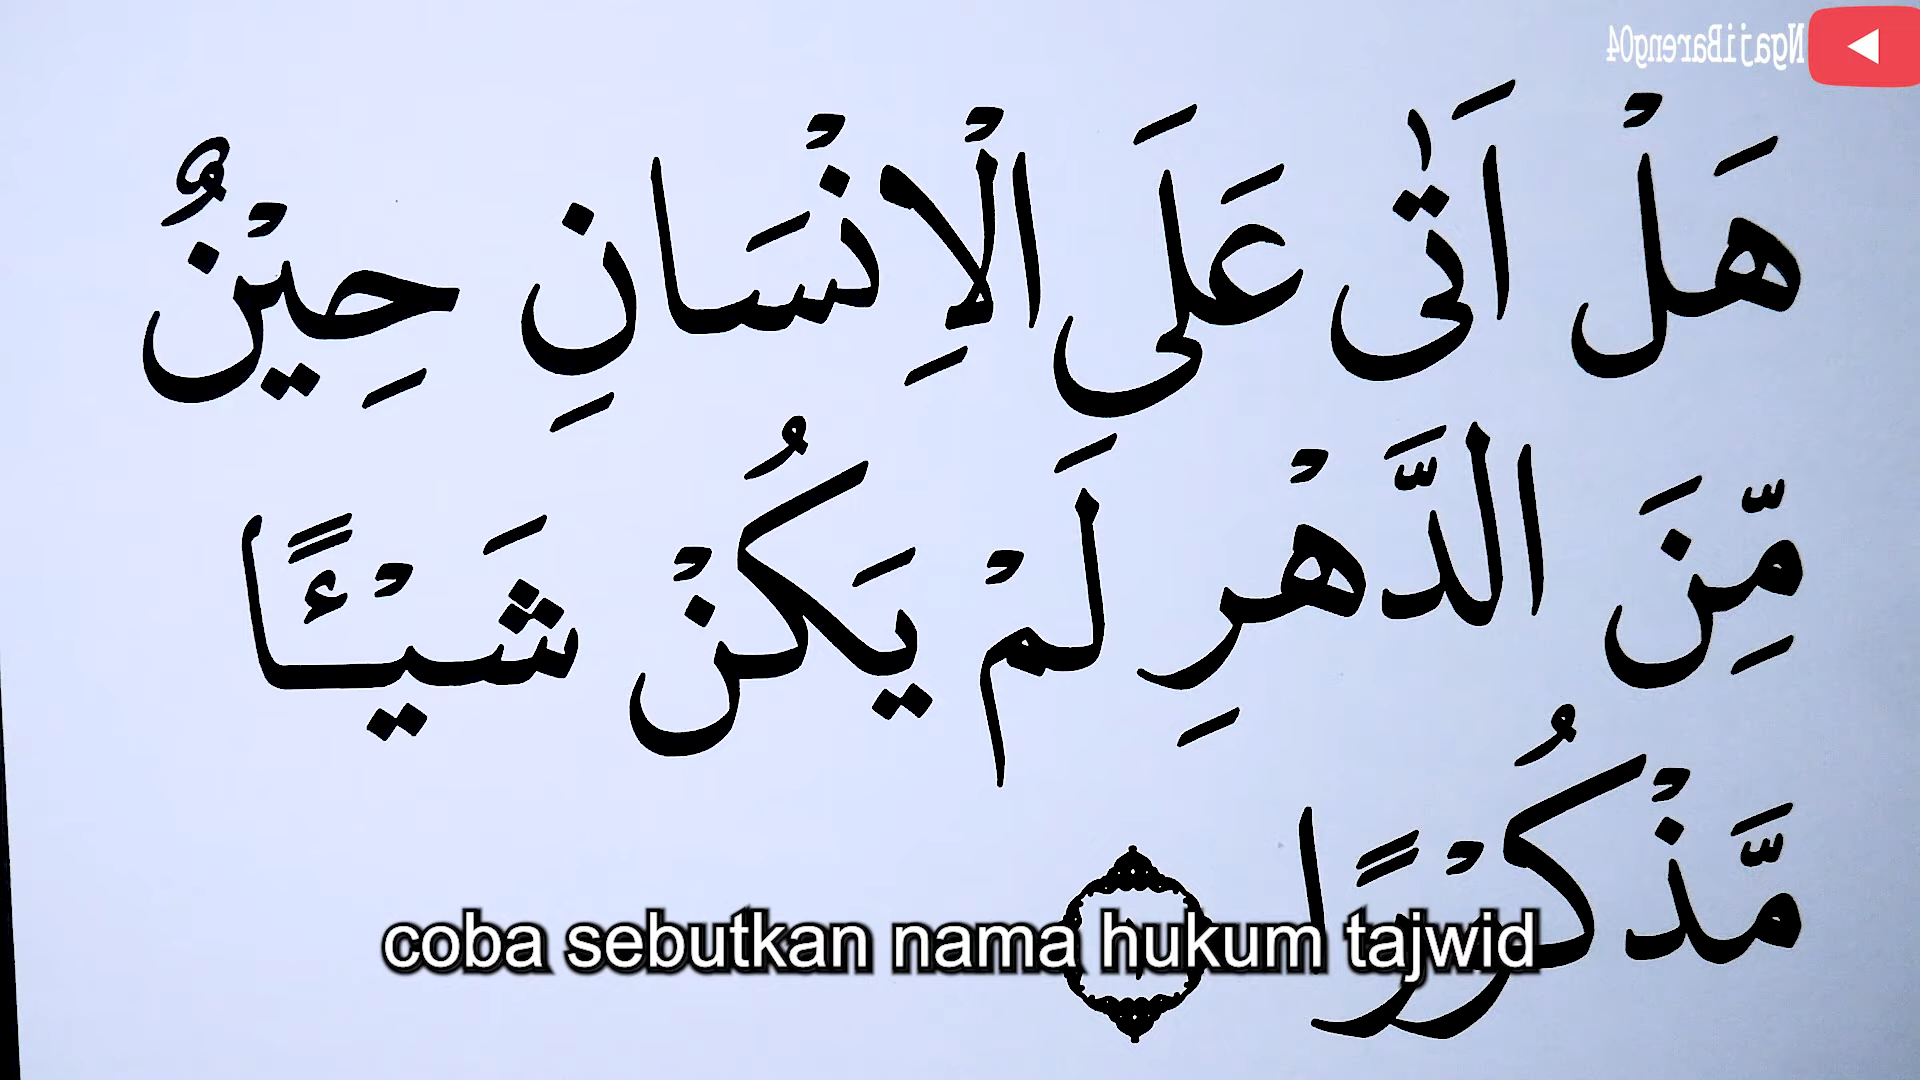 NgajiBareng04
هَلْ اَتٰى عَلَى الْاِنْسَانِ حِيْنٌ
مِّنَ الدَّهْرِ لَمْ يَكُنْ شَيْـًٔا
مَّذْكُوْرًا
coba sebutkan nama hukum tajwid